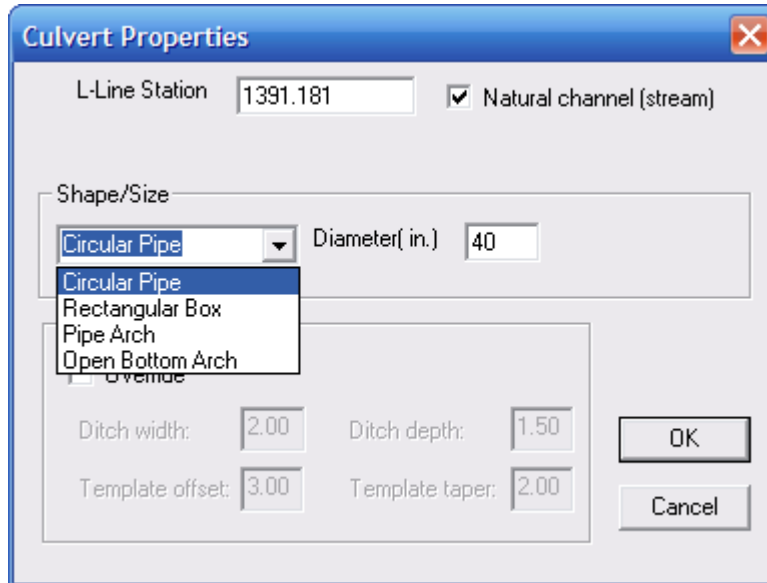 Culvert Properties
L-Line Station 1391.181 Natural channel (stream)
Shape/Size
Circular Pipe Diameter( in.) 40
Circular Pipe
Rectangular Box
Pipe Arch
Open Bottom Arch
Override
Ditch width: 2.00 Ditch depth: 1.50
OK
Template offset: 3.00 Template taper: 2.00
Cancel